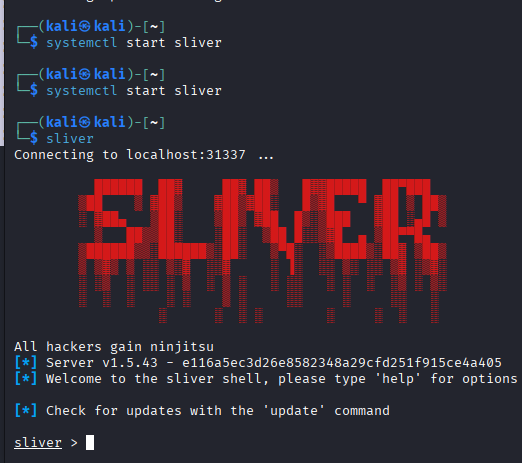 (kali㉿kali)-[~]
$ systemctl start sliver
(kali㉿kali)-[~]
$ systemctl start sliver
(kali㉿kali)-[~]
$ sliver
Connecting to localhost:31337 ...
SLIVER
All hackers gain ninjitsu
[*] Server v1.5.43 - e116a5ec3d26e8582348a29cfd251f915ce4a405
[*] Welcome to the sliver shell, please type 'help' for options
[*] Check for updates with the 'update' command
sliver >